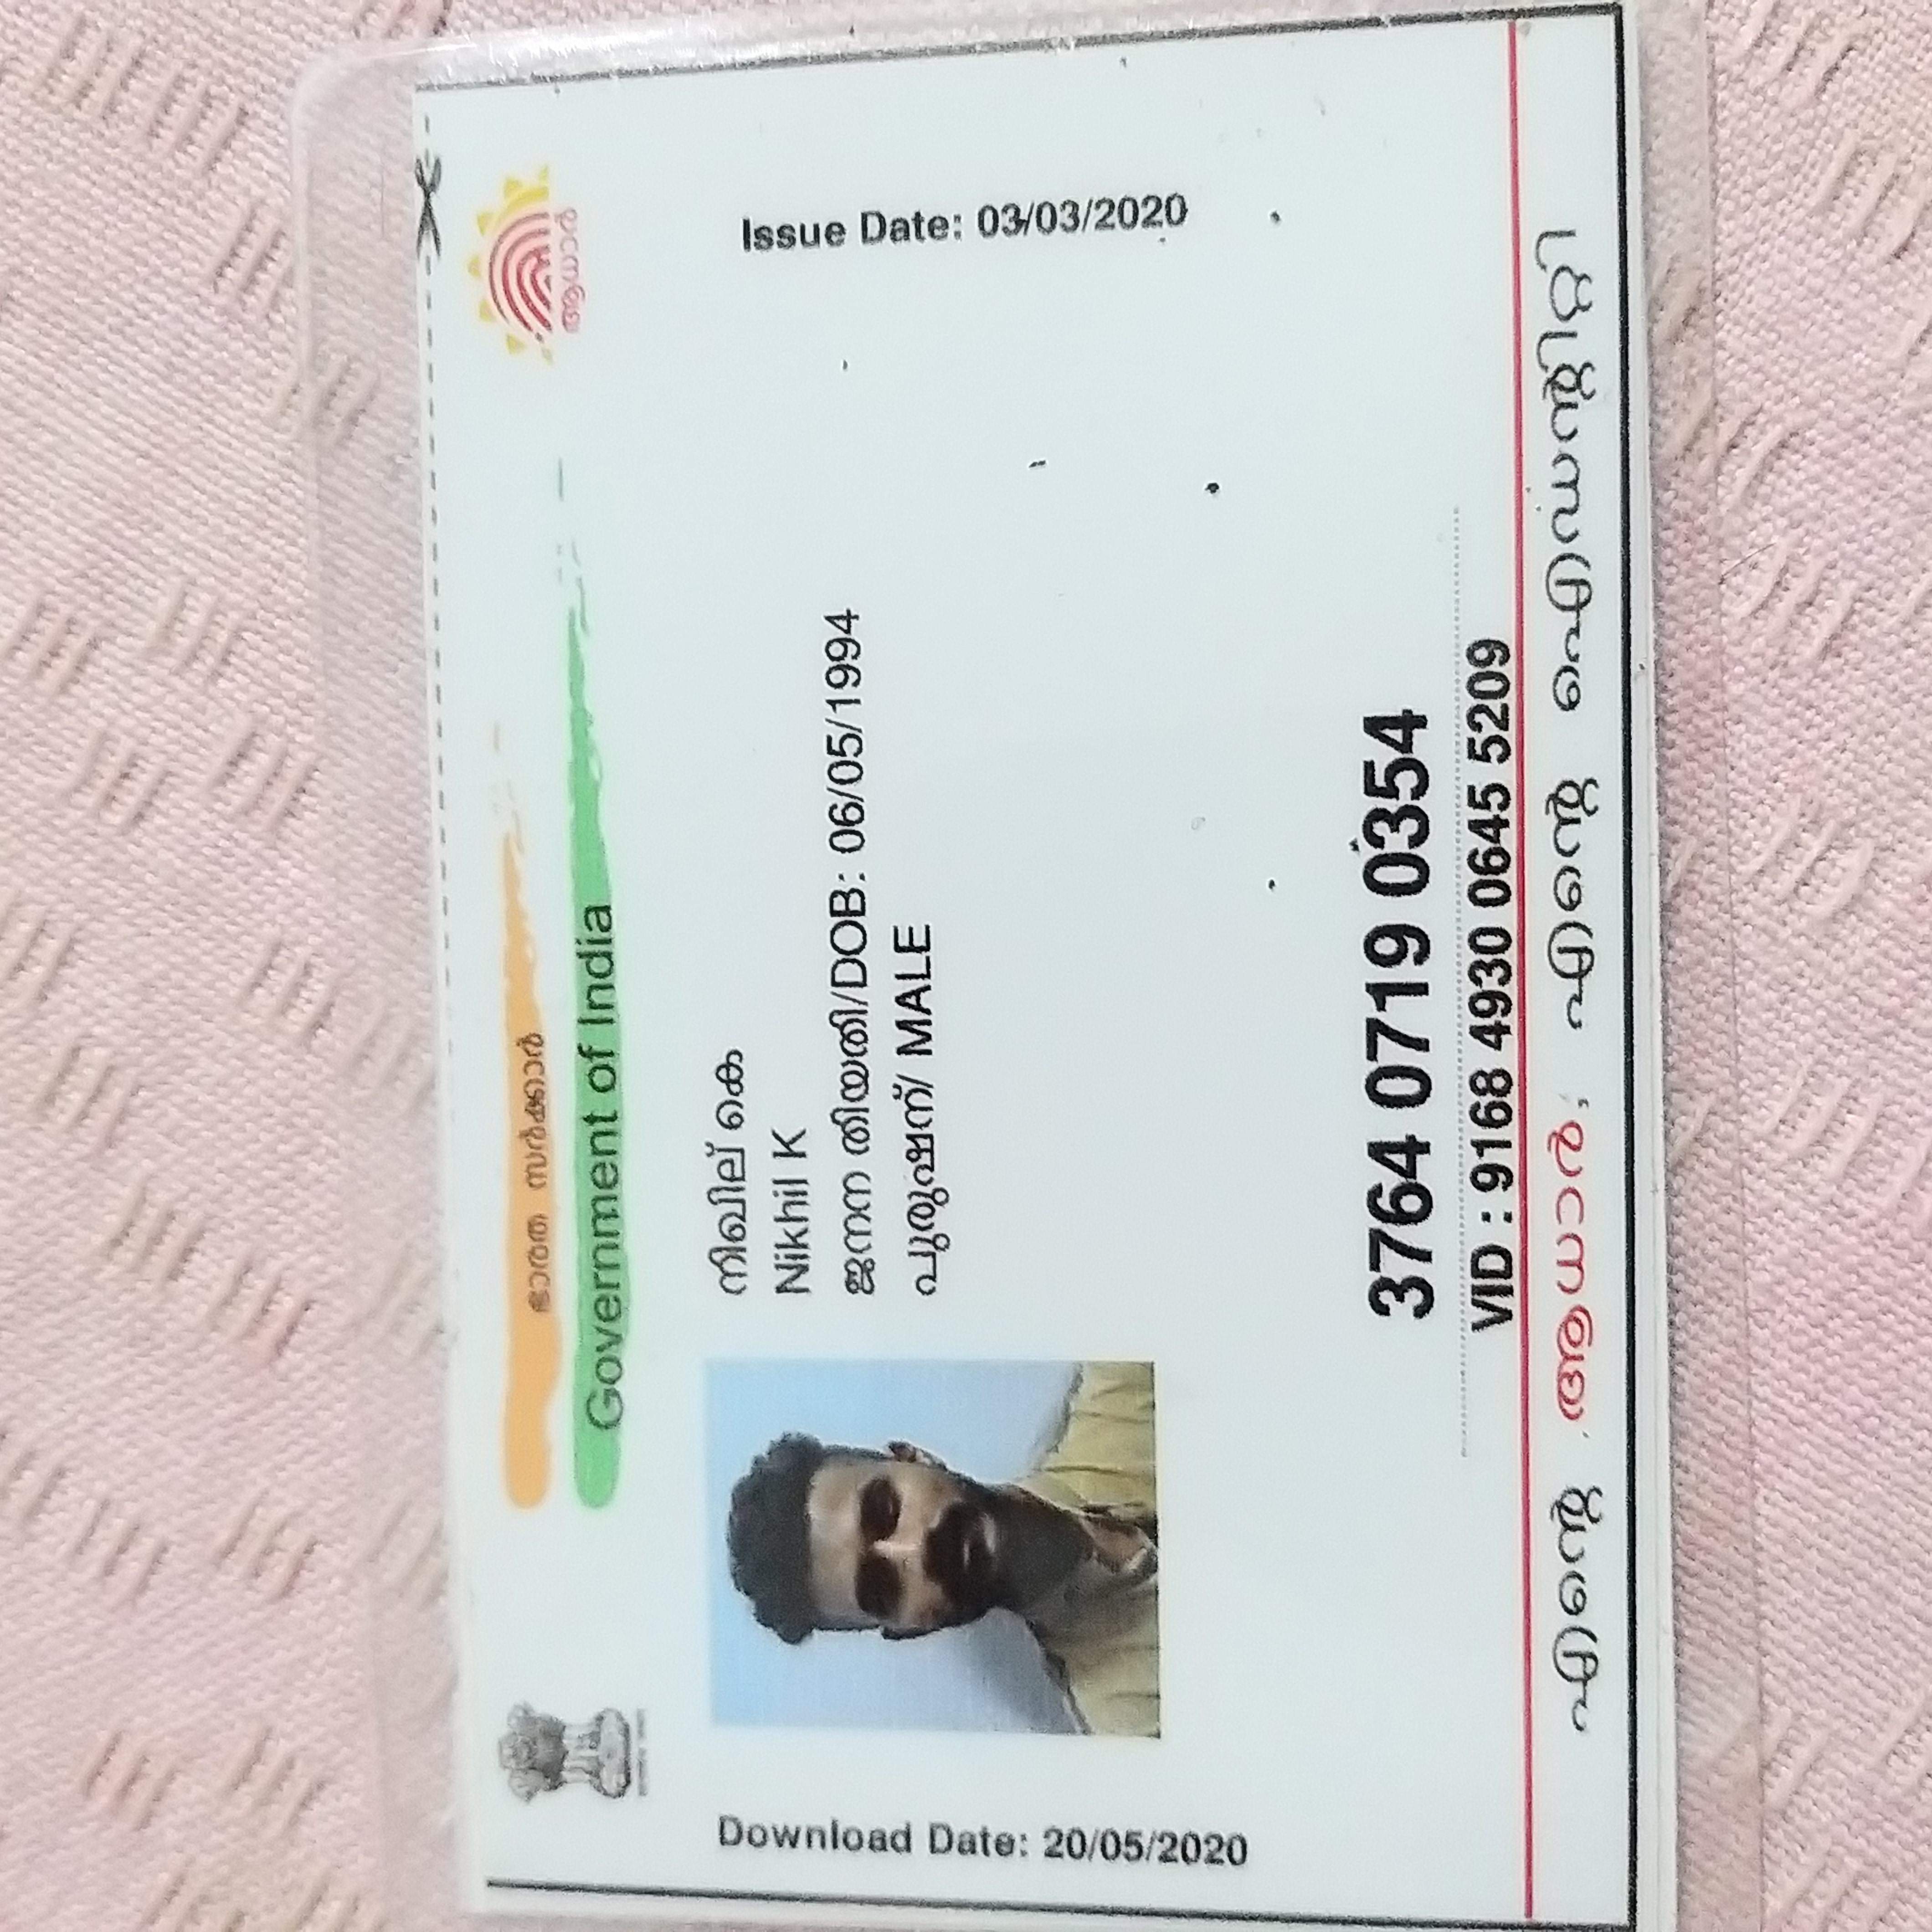 ഭാരത സർക്കാർ
Government of India
ആധാർ
Download Date: 20/05/2020
നിഖില് കെ
Nikhil K
ജനന തിയതി/DOB: 06/05/1994
പുരുഷന്/ MALE
Issue Date: 03/03/2020
3764 0719 0354
VID : 9168 4930 0645 5209
എന്റെ ആധാർ, എന്റെ ഐഡന്റിറ്റി